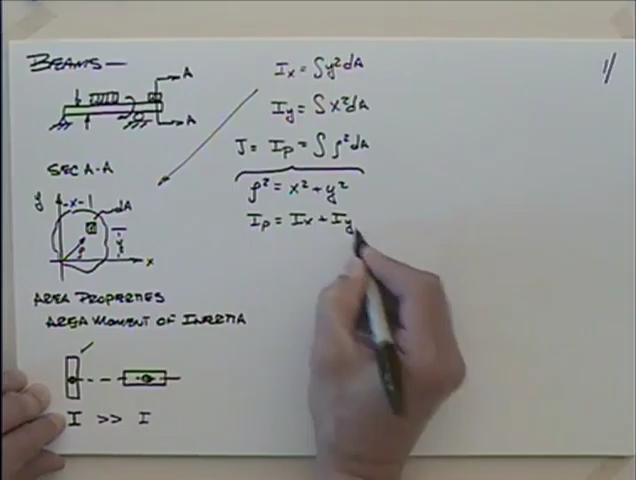 BEAMS—
A
A
SEC A-A
y
-x-
dA
ρ
y
x
AREA PROPERTIES
AREA MOMENT OF INERTIA
I >> I
Ix = ∫y²dA
Iy = ∫x²dA
J = Ip = ∫ρ²dA
ρ² = x² + y²
Ip = Ix + Iy
1/